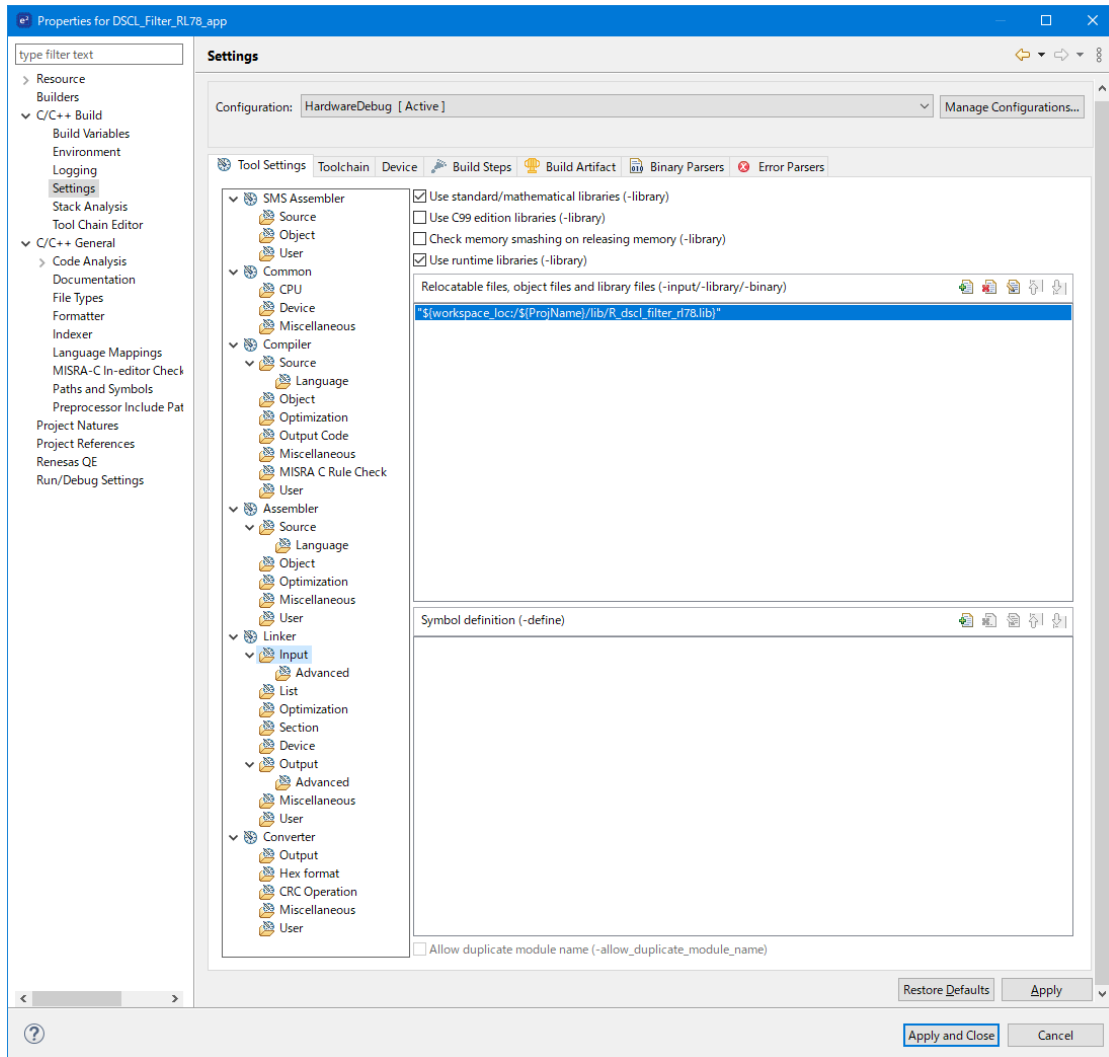 Properties for DSCL_Filter_RL78_app
type filter text
Resource
Builders
C/C++ Build
Build Variables
Environment
Logging
Settings
Stack Analysis
Tool Chain Editor
C/C++ General
Code Analysis
Documentation
File Types
Formatter
Indexer
Language Mappings
MISRA-C In-editor Check
Paths and Symbols
Preprocessor Include Pat
Project Natures
Project References
Renesas QE
Run/Debug Settings
Settings
Configuration: HardwareDebug [ Active ] Manage Configurations...
Tool Settings Toolchain Device Build Steps Build Artifact Binary Parsers Error Parsers
SMS Assembler
Source
Object
User
Common
CPU
Device
Miscellaneous
Compiler
Source
Language
Object
Optimization
Output Code
Miscellaneous
MISRA C Rule Check
User
Assembler
Source
Language
Object
Optimization
Miscellaneous
User
Linker
Input
Advanced
List
Optimization
Section
Device
Output
Advanced
Miscellaneous
User
Converter
Output
Hex format
CRC Operation
Miscellaneous
User
Use standard/mathematical libraries (-library)
Use C99 edition libraries (-library)
Check memory smashing on releasing memory (-library)
Use runtime libraries (-library)
Relocatable files, object files and library files (-input/-library/-binary)
"${workspace_loc:/${ProjName}/lib/R_dscl_filter_rl78.lib}"
Symbol definition (-define)
Allow duplicate module name (-allow_duplicate_module_name)
Restore Defaults Apply
Apply and Close Cancel